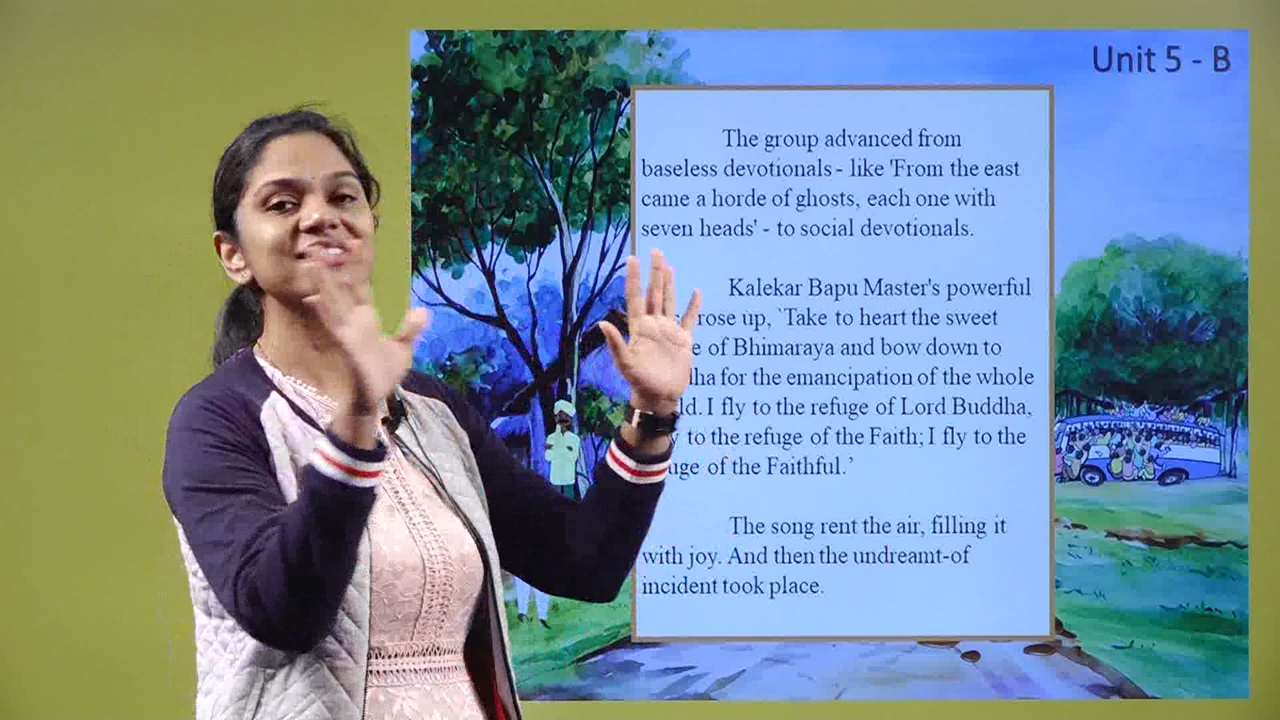 Unit 5 - B
The group advanced from
baseless devotionals - like 'From the east
came a horde of ghosts, each one with
seven heads' - to social devotionals.
Kalekar Bapu Master's powerful
rose up, `Take to heart the sweet
of Bhimaraya and bow down to
for the emancipation of the whole
I fly to the refuge of Lord Buddha,
to the refuge of the Faith; I fly to the
of the Faithful.'
The song rent the air, filling it
with joy. And then the undreamt-of
incident took place.